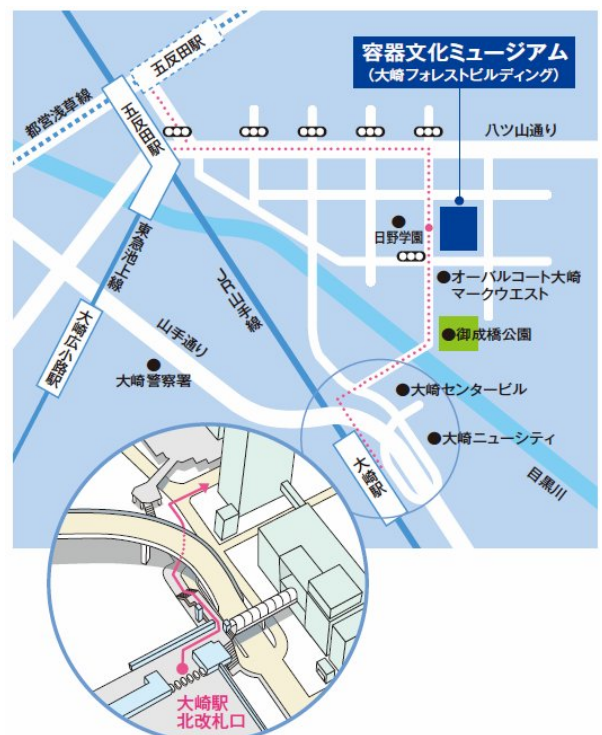 五反田駅
容器文化ミュージアム
（大崎フォレストビルディング）
都営浅草線
五反田駅
八ツ山通り
日野学園
東急池上線
JR山手線
オーバルコート大崎
マークウエスト
大崎広小路駅
山手通り
御成橋公園
大崎警察署
大崎センタービル
大崎ニューシティ
大崎駅
目黒川
大崎駅
北改札口